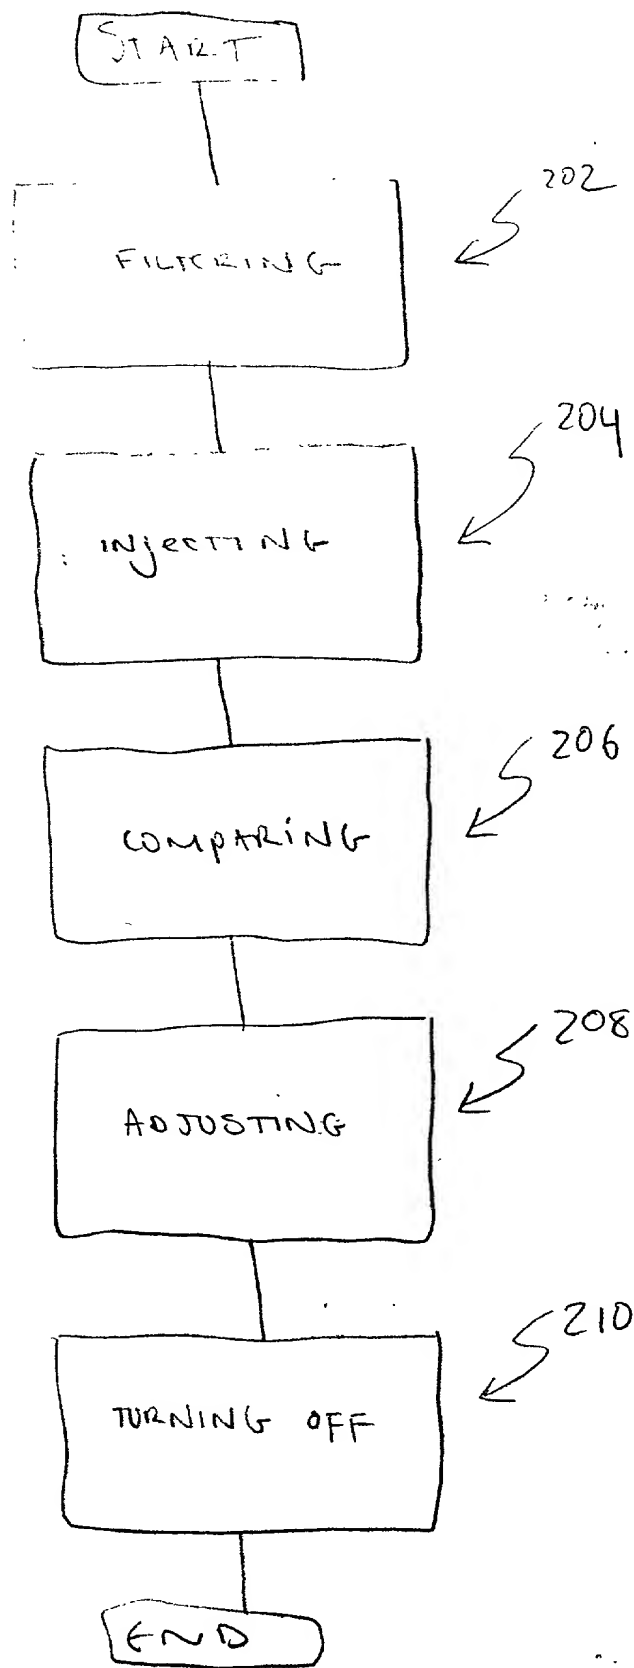 START
202
FILTERING
204
INJECTING
206
COMPARING
208
ADJUSTING
210
TURNING OFF
END